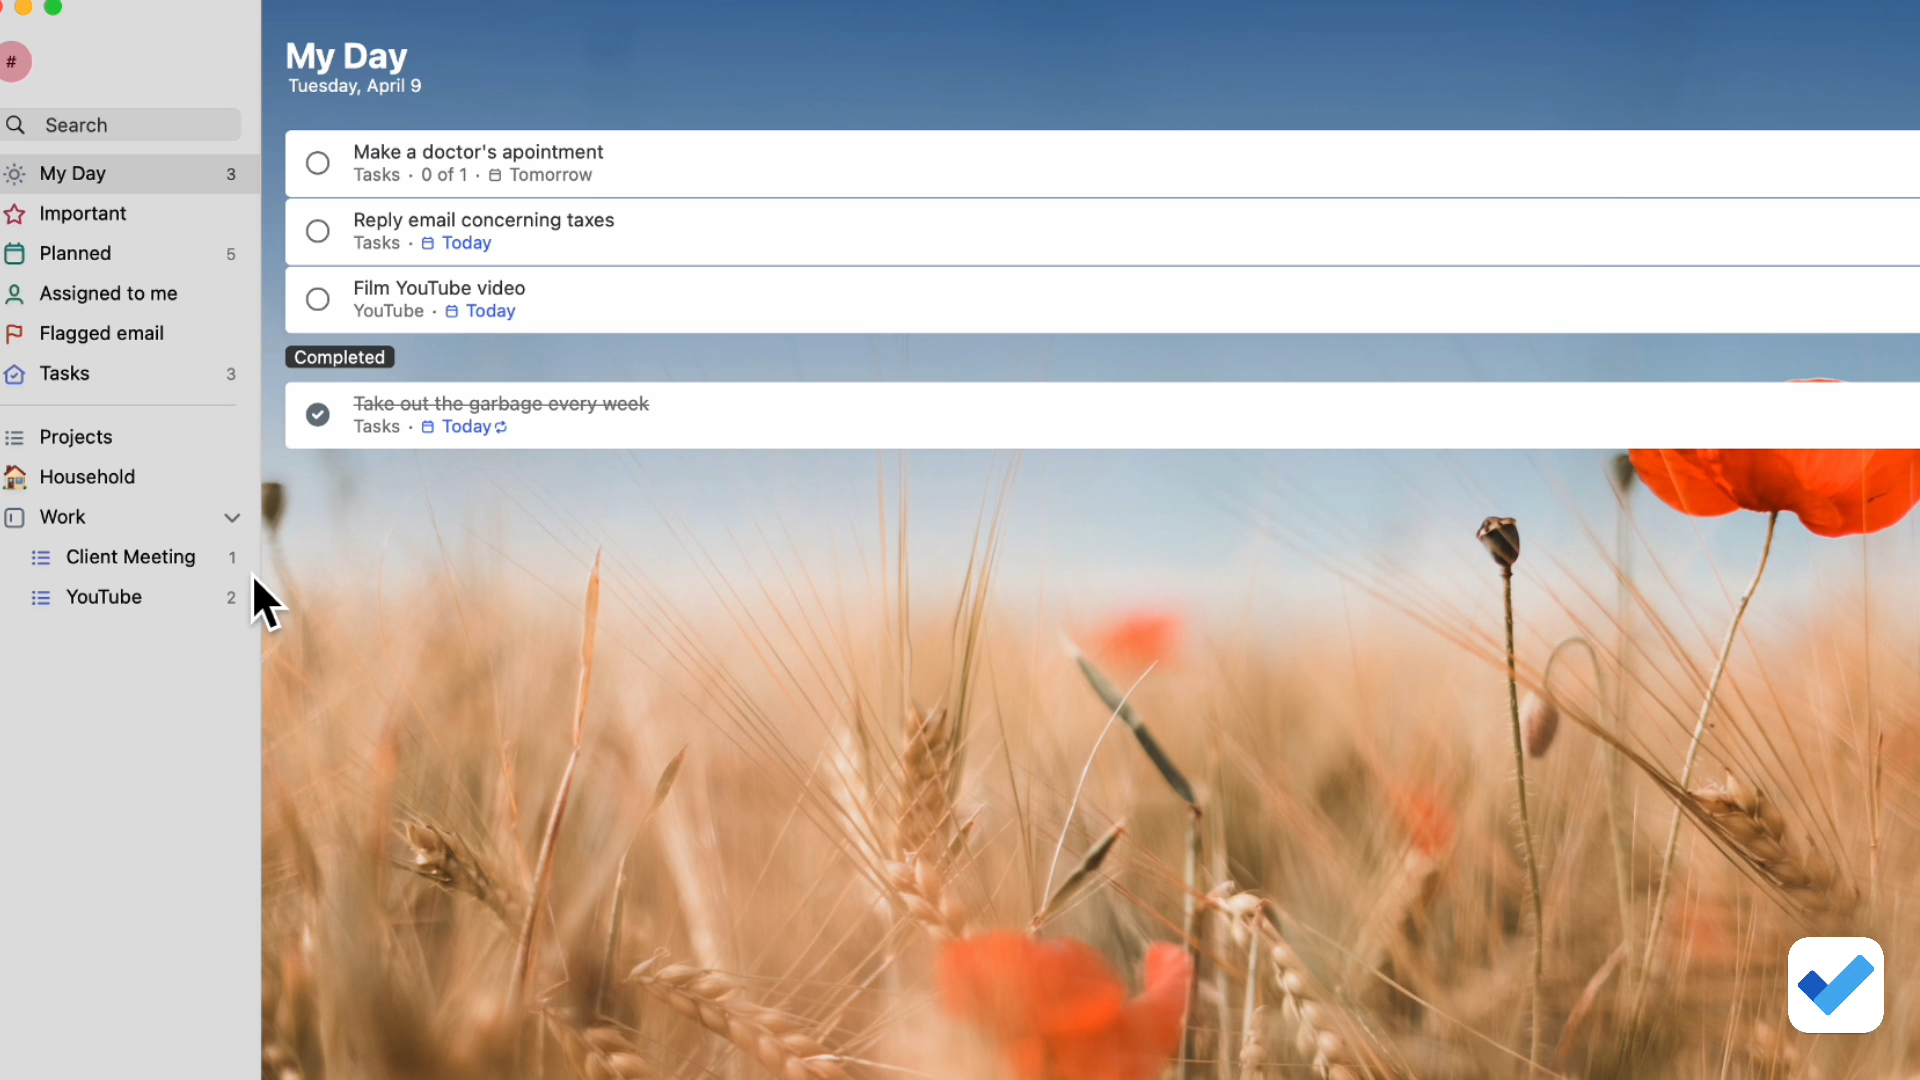 #
Search
My Day 3
Important
Planned 5
Assigned to me
Flagged email
Tasks 3
Projects
Household
Work
Client Meeting 1
YouTube 2
My Day
Tuesday, April 9
Make a doctor's apointment
Tasks · 0 of 1 · Tomorrow
Reply email concerning taxes
Tasks · Today
Film YouTube video
YouTube · Today
Completed
Take out the garbage every week
Tasks · Today